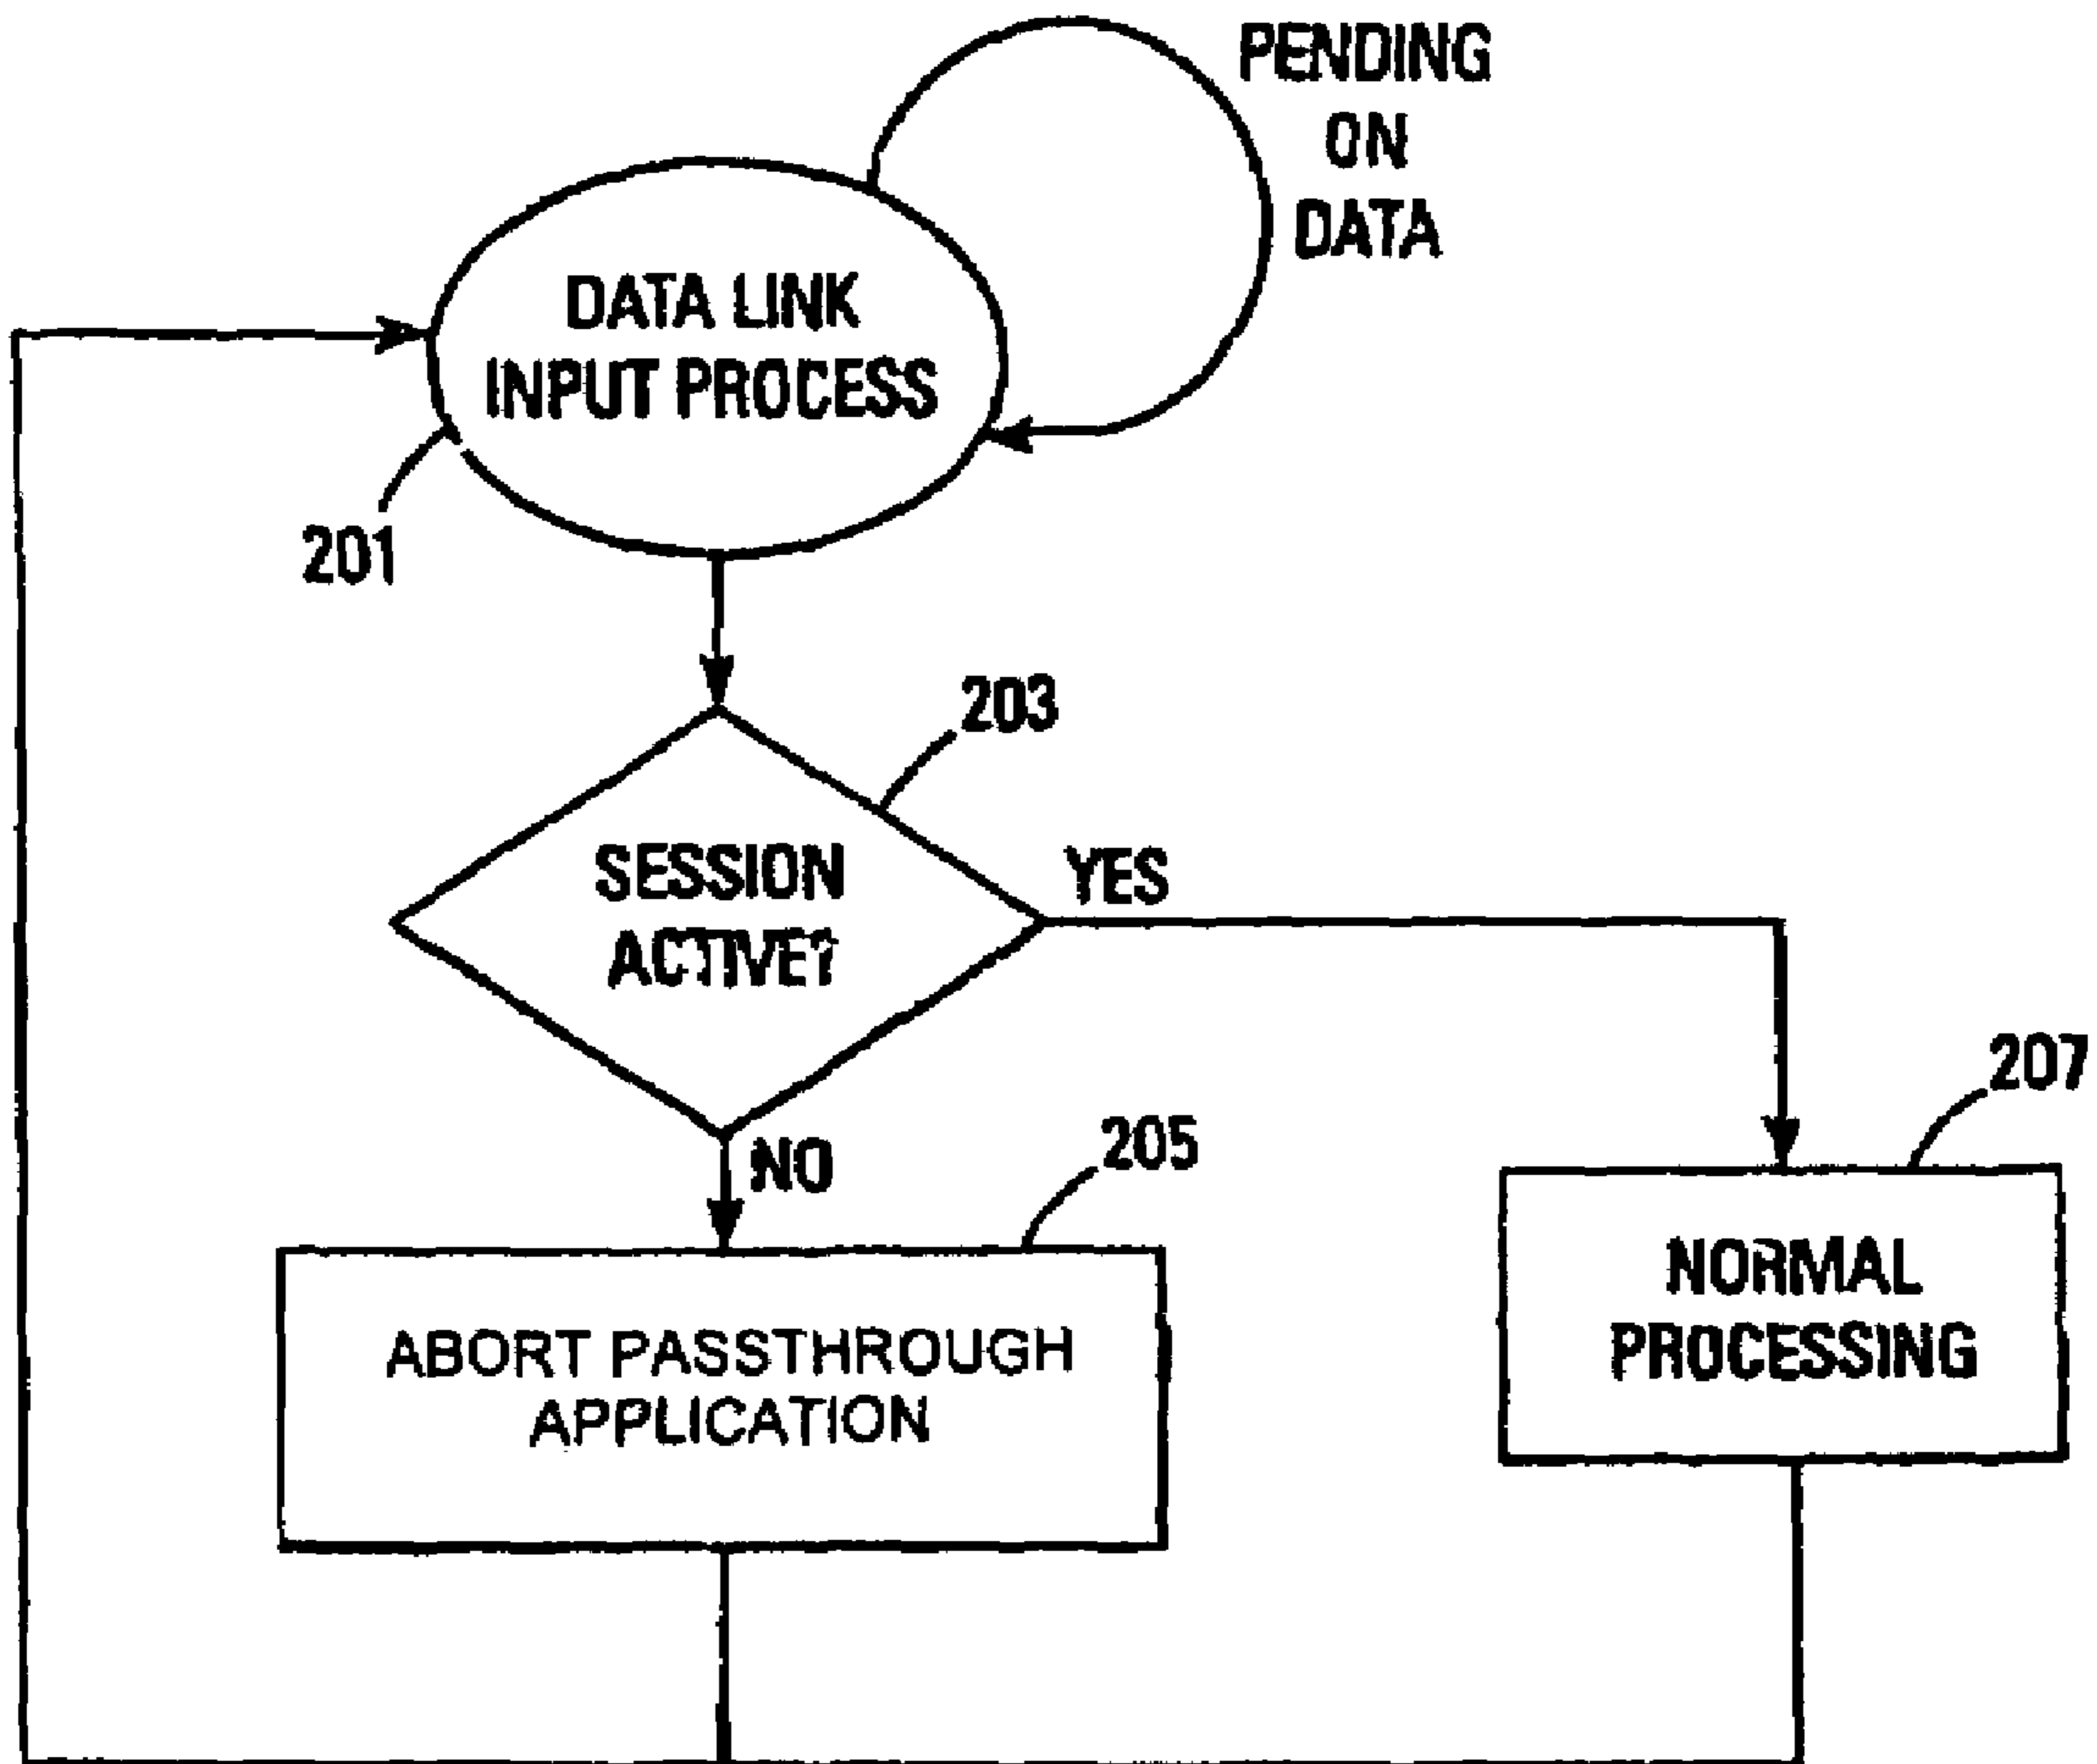 PENDING
ON
DATA
DATA LINK
INPUT PROCESS
201
203
SESSION
ACTIVE?
YES
207
NO
205
NORMAL
PROCESSING
ABORT PASSTHROUGH
APPLICATION